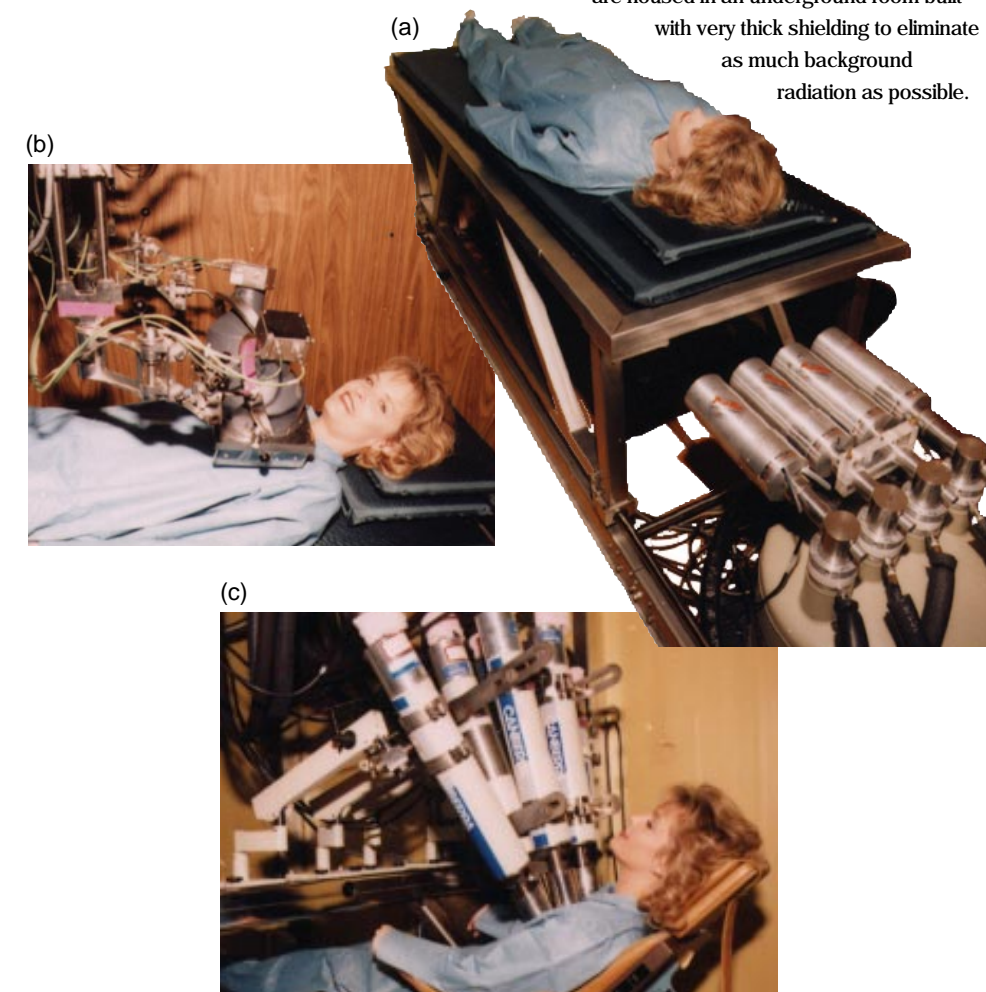 are housed in an underground room built
(a)
with very thick shielding to eliminate
as much background
radiation as possible.
(b)
(c)
CANBERRA